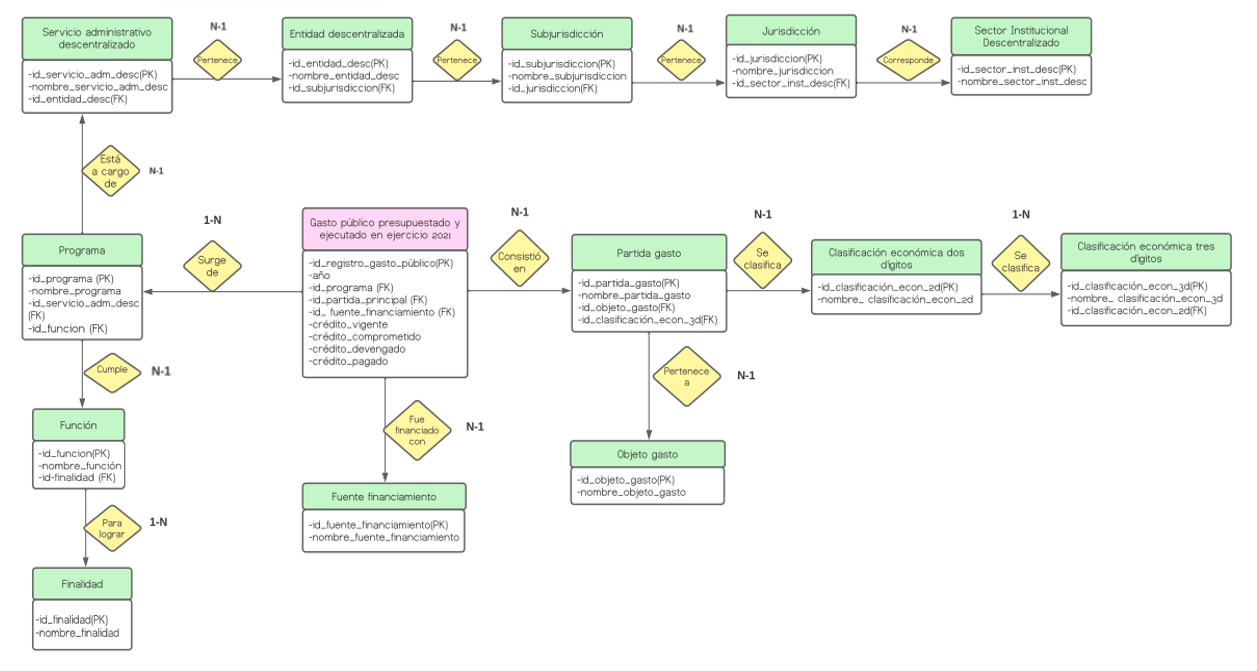 Servicio administrativo
descentralizado
-id_servicio_adm_desc(PK)
-nombre_servicio_adm_desc
-id_entidad_desc(FK)
N-1
Pertenece
Entidad descentralizada
-id_entidad_desc(PK)
-nombre_entidad_desc
-id_subjurisdiccion(FK)
N-1
Pertenece
Subjurisdicción
-id_subjurisdiccion(PK)
-nombre_subjurisdiccion
-id_jurisdiccion(FK)
N-1
Pertenece
Jurisdicción
-id_jurisdiccion(PK)
-nombre_jurisdiccion
-id_sector_inst_desc(FK)
N-1
Corresponde
Sector Institucional
Descentralizado
-id_sector_inst_desc(PK)
-nombre_sector_inst_desc
Está
a cargo
de
N-1
Programa
-id_programa (PK)
-nombre_programa
-id_servicio_adm_desc
(FK)
-id_funcion (FK)
1-N
Surge
de
Gasto público presupuestado y
ejecutado en ejercicio 2021
-id_registro_gasto_público(PK)
-año
-id_programa (FK)
-id_partida_principal (FK)
-id_ fuente_financiamiento (FK)
-crédito_vigente
-crédito_comprometido
-crédito_devengado
-crédito_pagado
N-1
Consistió
en
Partida gasto
-id_partida_gasto(PK)
-nombre_partida_gasto
-id_objeto_gasto(FK)
-id_clasificación_econ_3d(FK)
N-1
Se
clasifica
Clasificación económica dos
dígitos
-id_clasificación_econ_2d(PK)
-nombre_ clasificación_econ_2d
1-N
Se
clasifica
Clasificación económica tres
dígitos
-id_clasificación_econ_3d(PK)
-nombre_ clasificación_econ_3d
-id_clasificación_econ_2d(FK)
Cumple
N-1
Función
-id_funcion(PK)
-nombre_función
-id-finalidad (FK)
Para
lograr
1-N
Finalidad
-id_finalidad(PK)
-nombre_finalidad
Fue
financiado
con
N-1
Fuente financiamiento
-id_fuente_financiamiento(PK)
-nombre_fuente_financiamiento
Pertenece
a
N-1
Objeto gasto
-id_objeto_gasto(PK)
-nombre_objeto_gasto